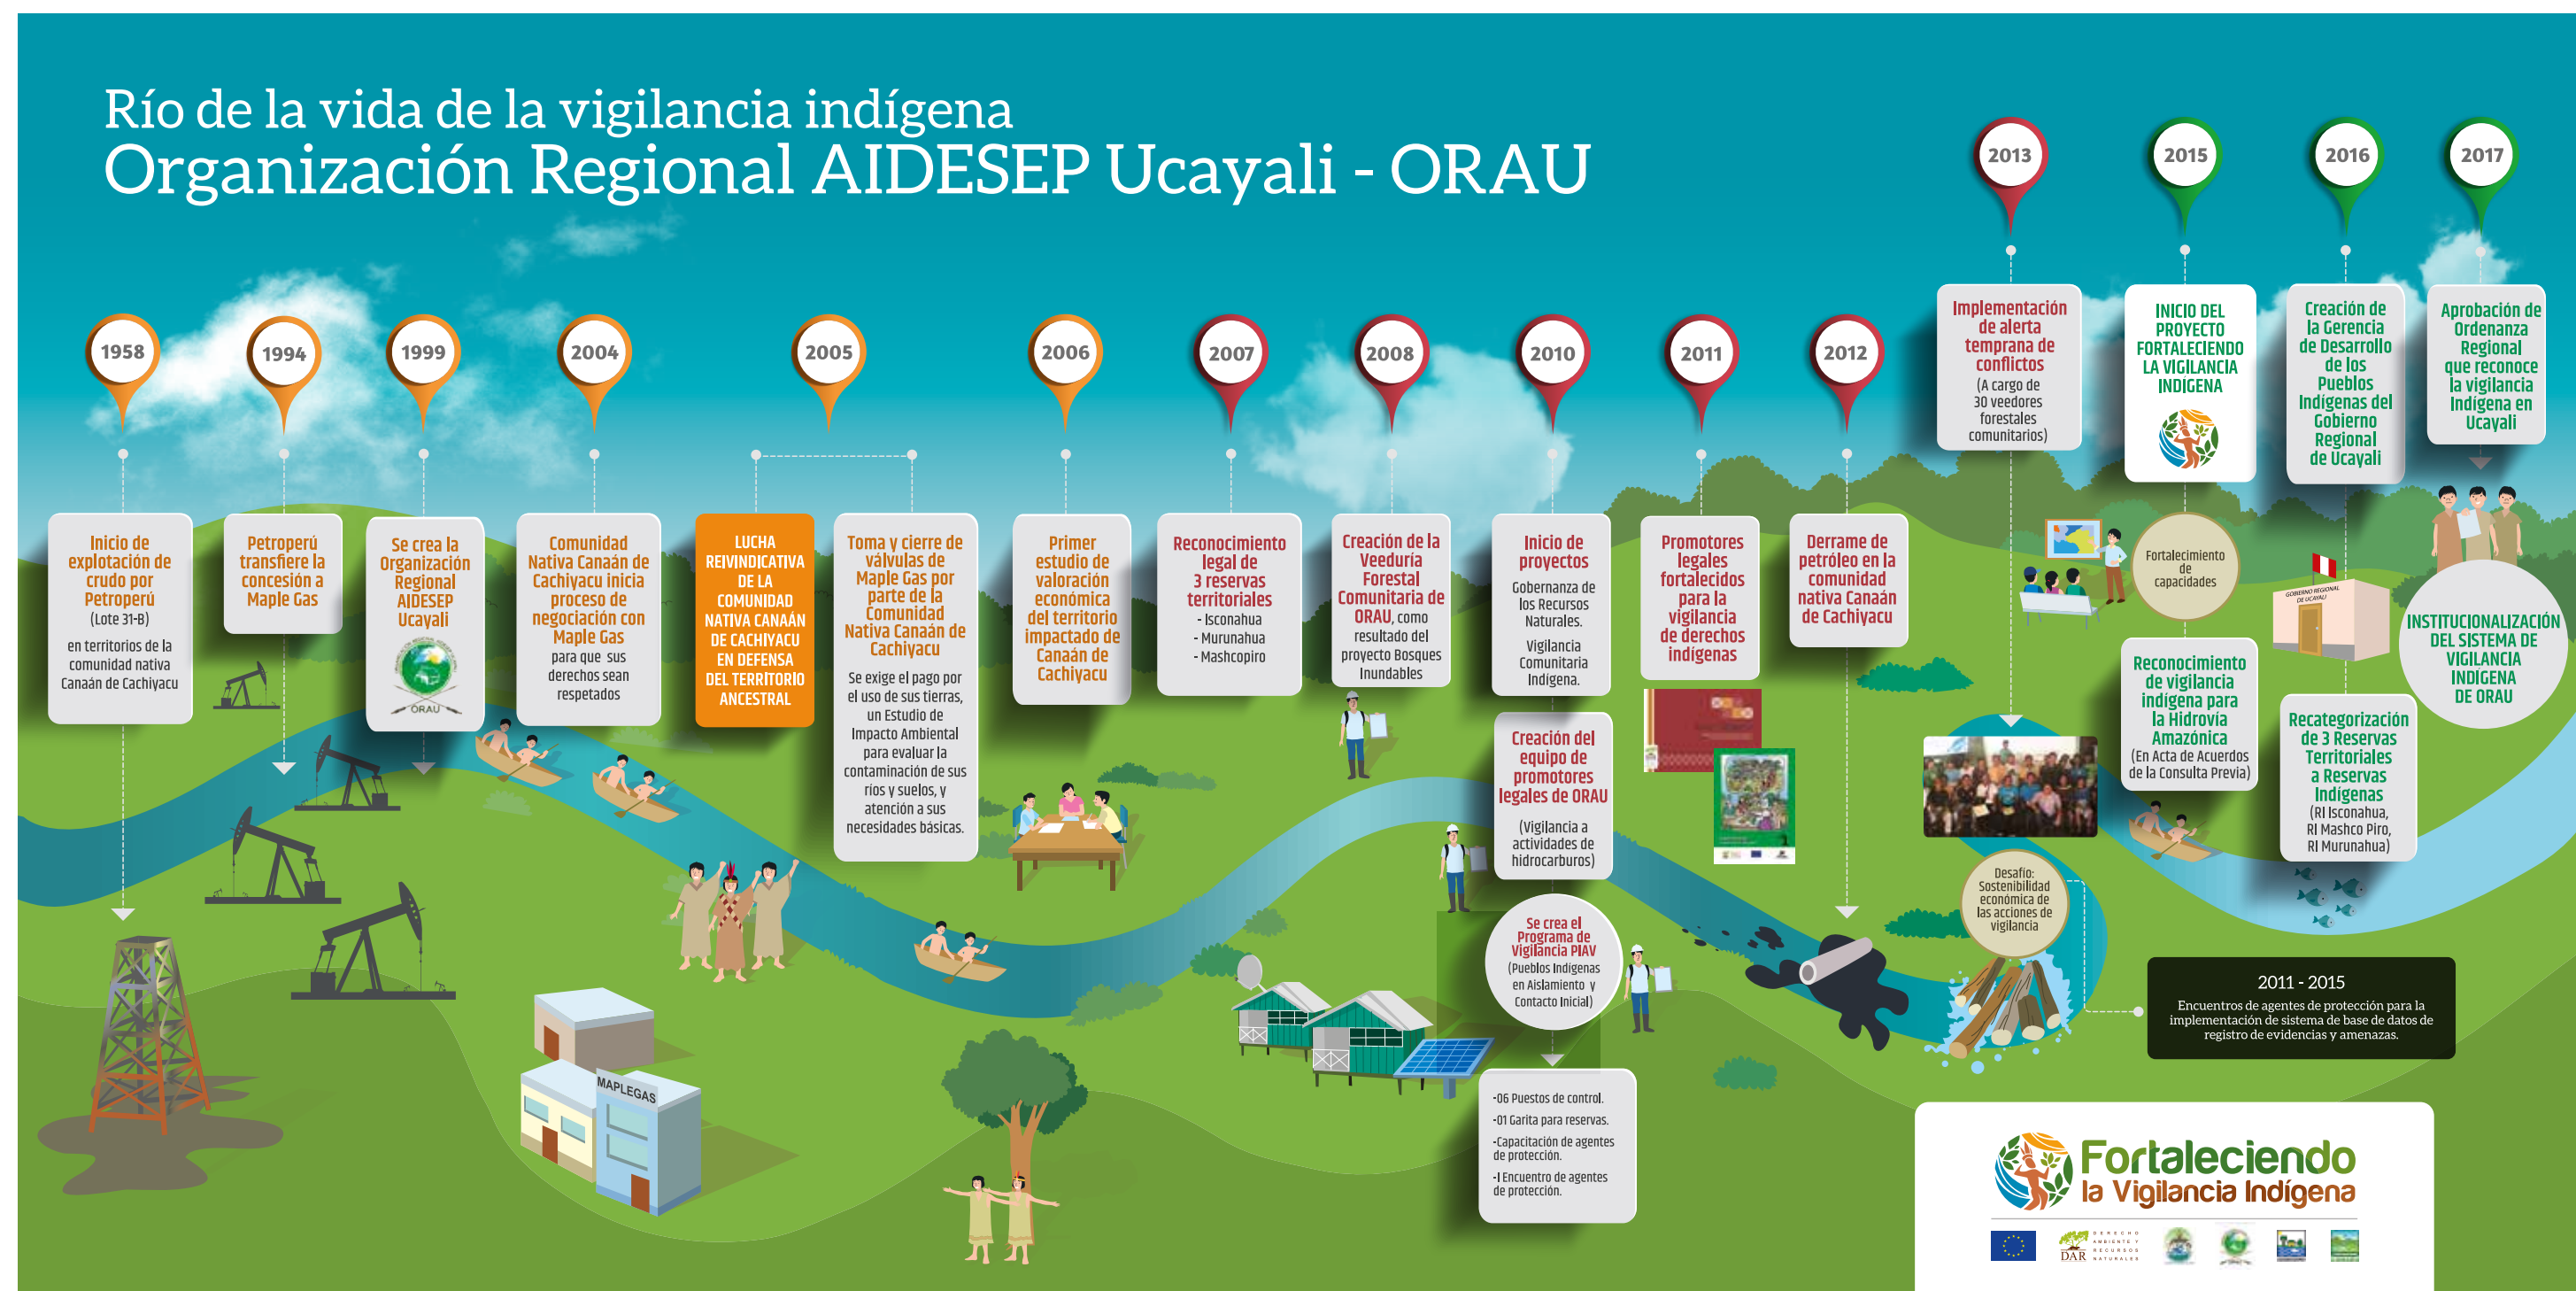 Río de la vida de la vigilancia indígena
Organización Regional AIDESEP Ucayali - ORAU
1958
Inicio de
explotación de
crudo por
Petroperú
(Lote 31-B)
en territorios de la
comunidad nativa
Canaán de Cachiyacu
1994
Petroperú
transfiere la
concesión a
Maple Gas
1999
Se crea la
Organización
Regional
AIDESEP
Ucayali
ORAU
2004
Comunidad
Nativa Canaán de
Cachiyacu inicia
proceso de
negociación con
Maple Gas
para que sus
derechos sean
respetados
2005
LUCHA
REIVINDICATIVA
DE LA
COMUNIDAD
NATIVA CANAÁN
DE CACHIYACU
EN DEFENSA
DEL TERRITORIO
ANCESTRAL
Toma y cierre de
válvulas de
Maple Gas por
parte de la
Comunidad
Nativa Canaán de
Cachiyacu
Se exige el pago por
el uso de sus tierras,
un Estudio de
Impacto Ambiental
para evaluar la
contaminación de sus
ríos y suelos, y
atención a sus
necesidades básicas.
2006
Primer
estudio de
valoración
económica
del territorio
impactado de
Canaán de
Cachiyacu
2007
Reconocimiento
legal de
3 reservas
territoriales
- Isconahua
- Murunahua
- Mashcopiro
2008
Creación de la
Veeduría
Forestal
Comunitaria de
ORAU, como
resultado del
proyecto Bosques
Inundables
2010
Inicio de
proyectos
Gobernanza de
los Recursos
Naturales.
Vigilancia
Comunitaria
Indígena.
Creación del
equipo de
promotores
legales de ORAU
(Vigilancia a
actividades de
hidrocarburos)
Se crea el
Programa de
Vigilancia PIAV
(Pueblos Indígenas
en Aislamiento y
Contacto Inicial)
-06 Puestos de control.
-01 Garita para reservas.
-Capacitación de agentes
de protección.
-I Encuentro de agentes
de protección.
2011
Promotores
legales
fortalecidos
para la
vigilancia
de derechos
indígenas
2012
Derrame de
petróleo en la
comunidad
nativa Canaán
de Cachiyacu
2013
Implementación
de alerta
temprana de
conflictos
(A cargo de
30 veedores
forestales
comunitarios)
Desafío:
Sostenibilidad
económica de
las acciones de
vigilancia
2011 - 2015
Encuentros de agentes de protección para la
implementación de sistema de base de datos de
registro de evidencias y amenazas.
2015
INICIO DEL
PROYECTO
FORTALECIENDO
LA VIGILANCIA
INDÍGENA
Fortalecimiento
de
capacidades
Reconocimiento
de vigilancia
indígena para
la Hidrovía
Amazónica
(En Acta de Acuerdos
de la Consulta Previa)
2016
Creación de
la Gerencia
de Desarrollo
de los
Pueblos
Indígenas del
Gobierno
Regional
de Ucayali
GOBIERNO REGIONAL
DE UCAYALI
Recategorización
de 3 Reservas
Territoriales
a Reservas
Indígenas
(RI Isconahua,
RI Mashco Piro,
RI Murunahua)
2017
Aprobación de
Ordenanza
Regional
que reconoce
la vigilancia
Indígena en
Ucayali
INSTITUCIONALIZACIÓN
DEL SISTEMA DE
VIGILANCIA
INDÍGENA
DE ORAU
MAPLEGAS
Fortaleciendo
la Vigilancia Indígena
DAR
DERECHO
AMBIENTE Y
RECURSOS
NATURALES